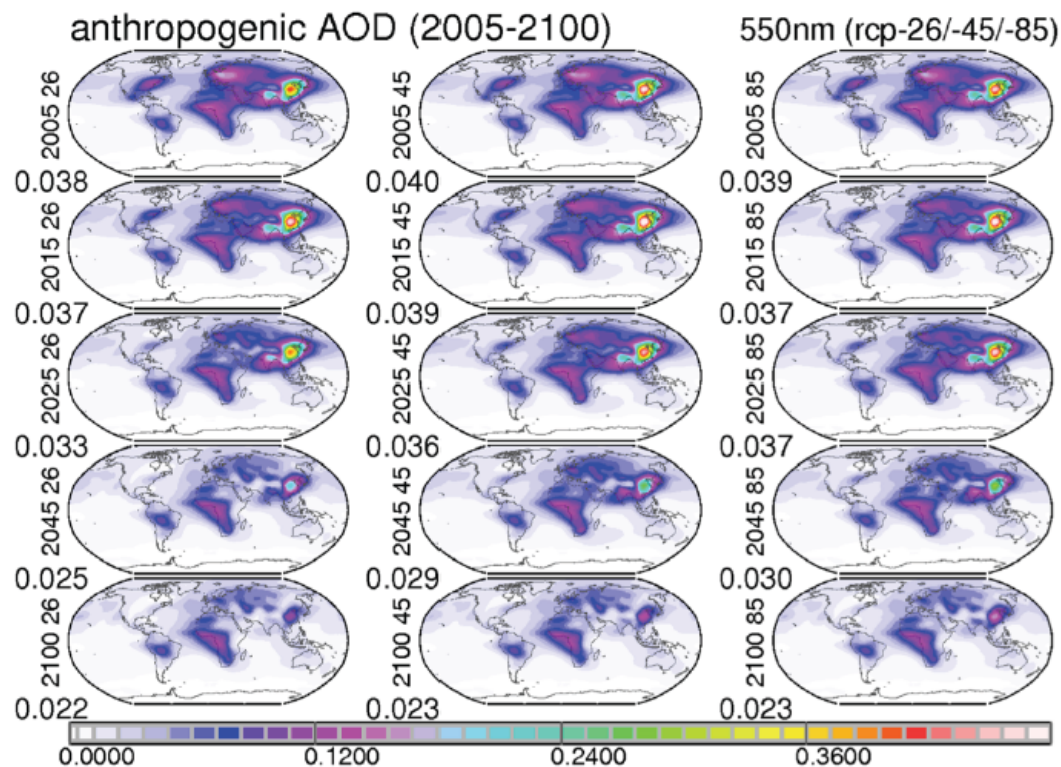 anthropogenic AOD (2005-2100) 550nm (rcp-26/-45/-85)
2005 26 2005 45 2005 85
0.038 0.040 0.039
2015 26 2015 45 2015 85
0.037 0.039 0.037
2025 26 2025 45 2025 85
0.033 0.036 0.037
2045 26 2045 45 2045 85
0.025 0.029 0.030
2100 26 2100 45 2100 85
0.022 0.023 0.023
0.0000 0.1200 0.2400 0.3600